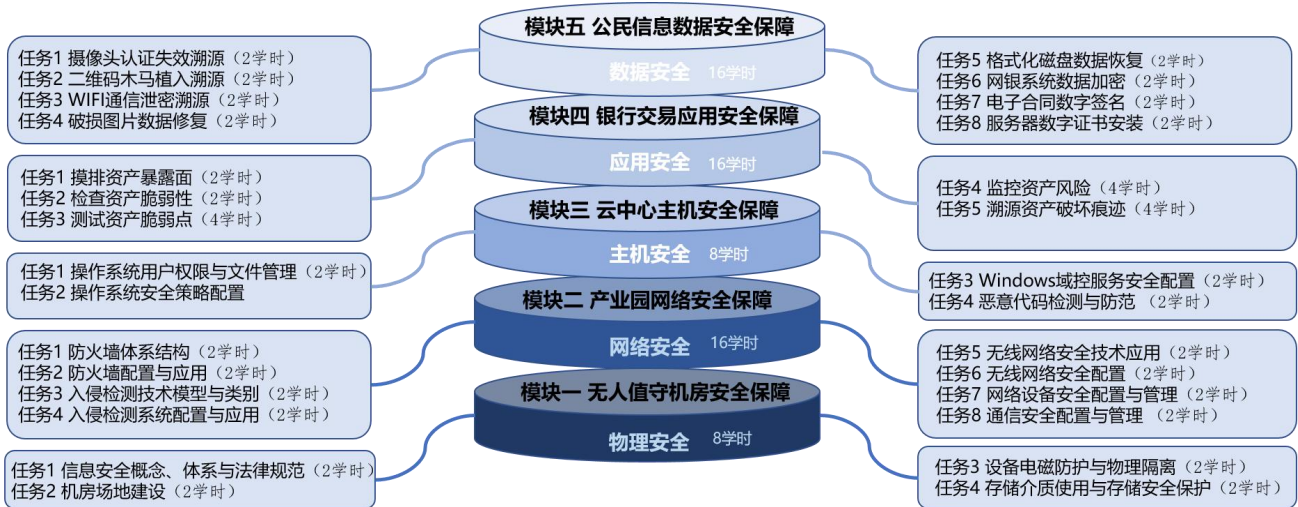 模块五 公民信息数据安全保障
数据安全 16学时
任务1 摄像头认证失效溯源（2学时）
任务2 二维码木马植入溯源（2学时）
任务3 WIFI通信泄密溯源（2学时）
任务4 破损图片数据修复（2学时）
任务5 格式化磁盘数据恢复（2学时）
任务6 网银系统数据加密（2学时）
任务7 电子合同数字签名（2学时）
任务8 服务器数字证书安装（2学时）
模块四 银行交易应用安全保障
应用安全 16学时
任务1 摸排资产暴露面（2学时）
任务2 检查资产脆弱性（2学时）
任务3 测试资产脆弱点（4学时）
任务4 监控资产风险（4学时）
任务5 溯源资产破坏痕迹（4学时）
模块三 云中心主机安全保障
主机安全 8学时
任务1 操作系统用户权限与文件管理（2学时）
任务2 操作系统安全策略配置
任务3 Windows域控服务安全配置（2学时）
任务4 恶意代码检测与防范 （2学时）
模块二 产业园网络安全保障
网络安全 16学时
任务1 防火墙体系结构（2学时）
任务2 防火墙配置与应用（2学时）
任务3 入侵检测技术模型与类别（2学时）
任务4 入侵检测系统配置与应用（2学时）
任务5 无线网络安全技术应用（2学时）
任务6 无线网络安全配置（2学时）
任务7 网络设备安全配置与管理（2学时）
任务8 通信安全配置与管理 （2学时）
模块一 无人值守机房安全保障
物理安全 8学时
任务1 信息安全概念、体系与法律规范（2学时）
任务2 机房场地建设（2学时）
任务3 设备电磁防护与物理隔离（2学时）
任务4 存储介质使用与存储安全保护（2学时）